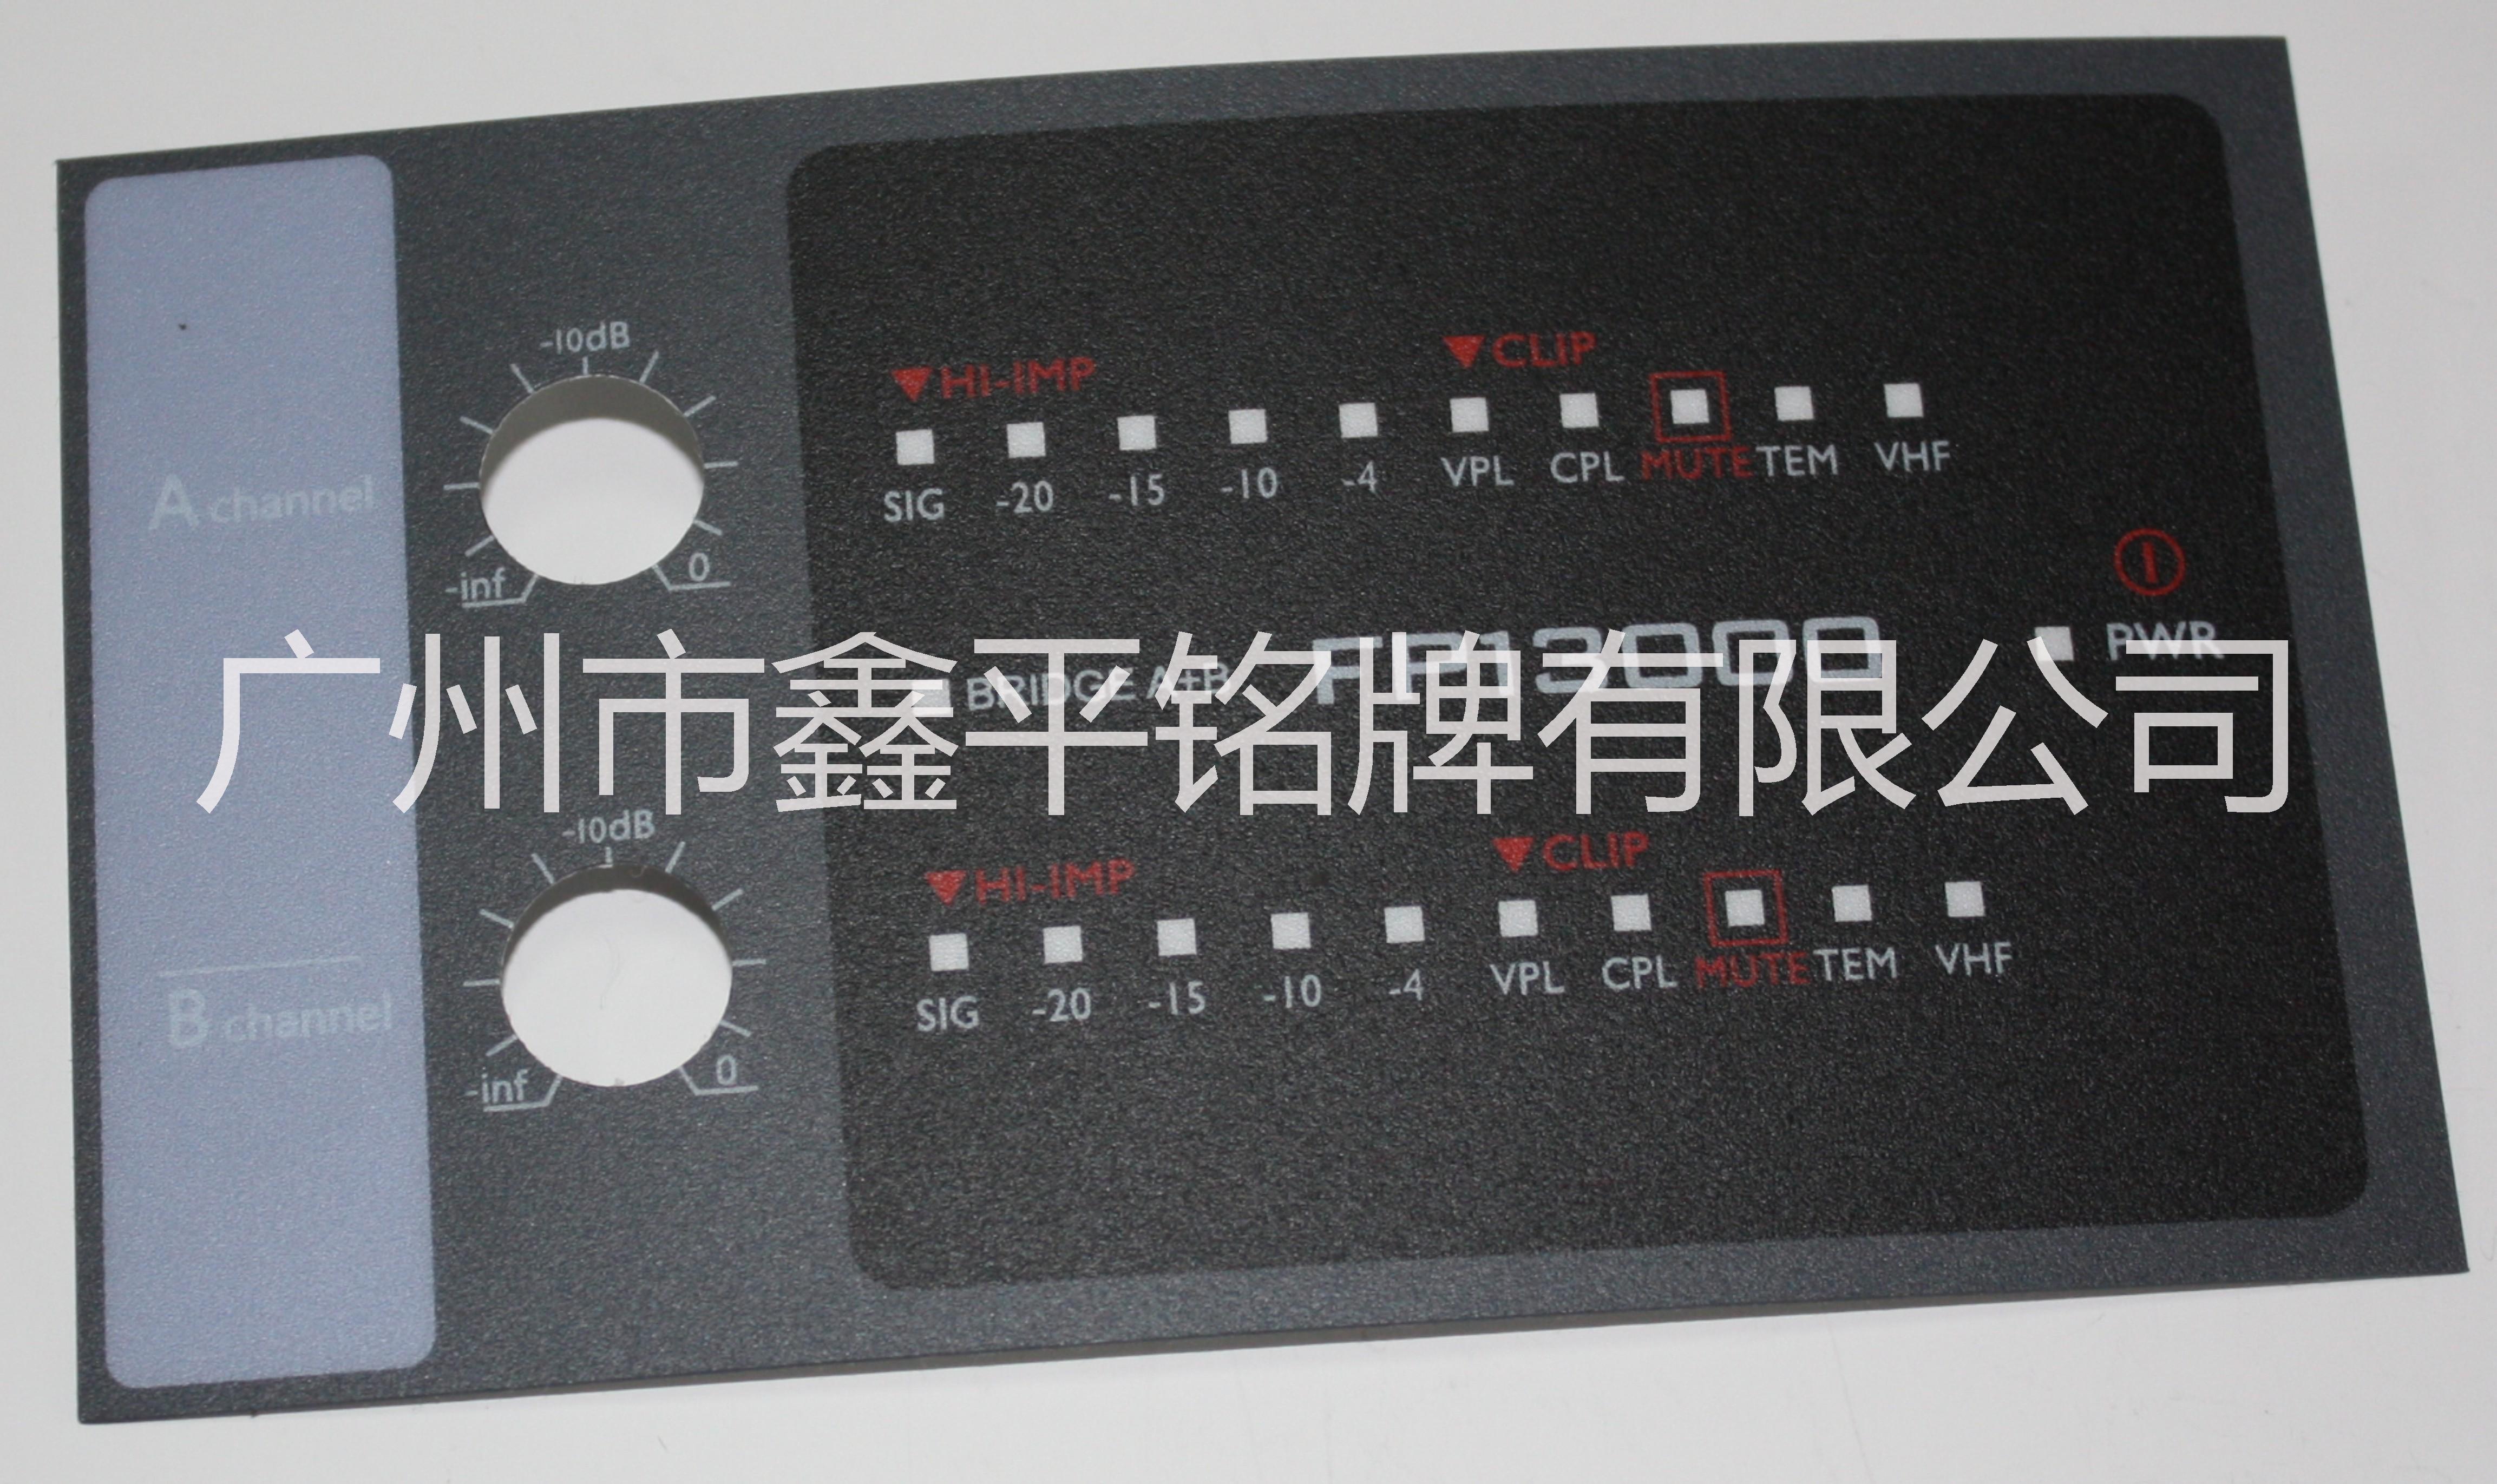 -10dB
▼HI-IMP ▼CLIP
A channel
SIG -20 -15 -10 -4 VPL CPL MUTE TEM VHF
-inf 0
BRIDGE A+B FP13000 PWR
广州市鑫平铭牌有限公司
-10dB
▼HI-IMP ▼CLIP
B channel
SIG -20 -15 -10 -4 VPL CPL MUTE TEM VHF
-inf 0